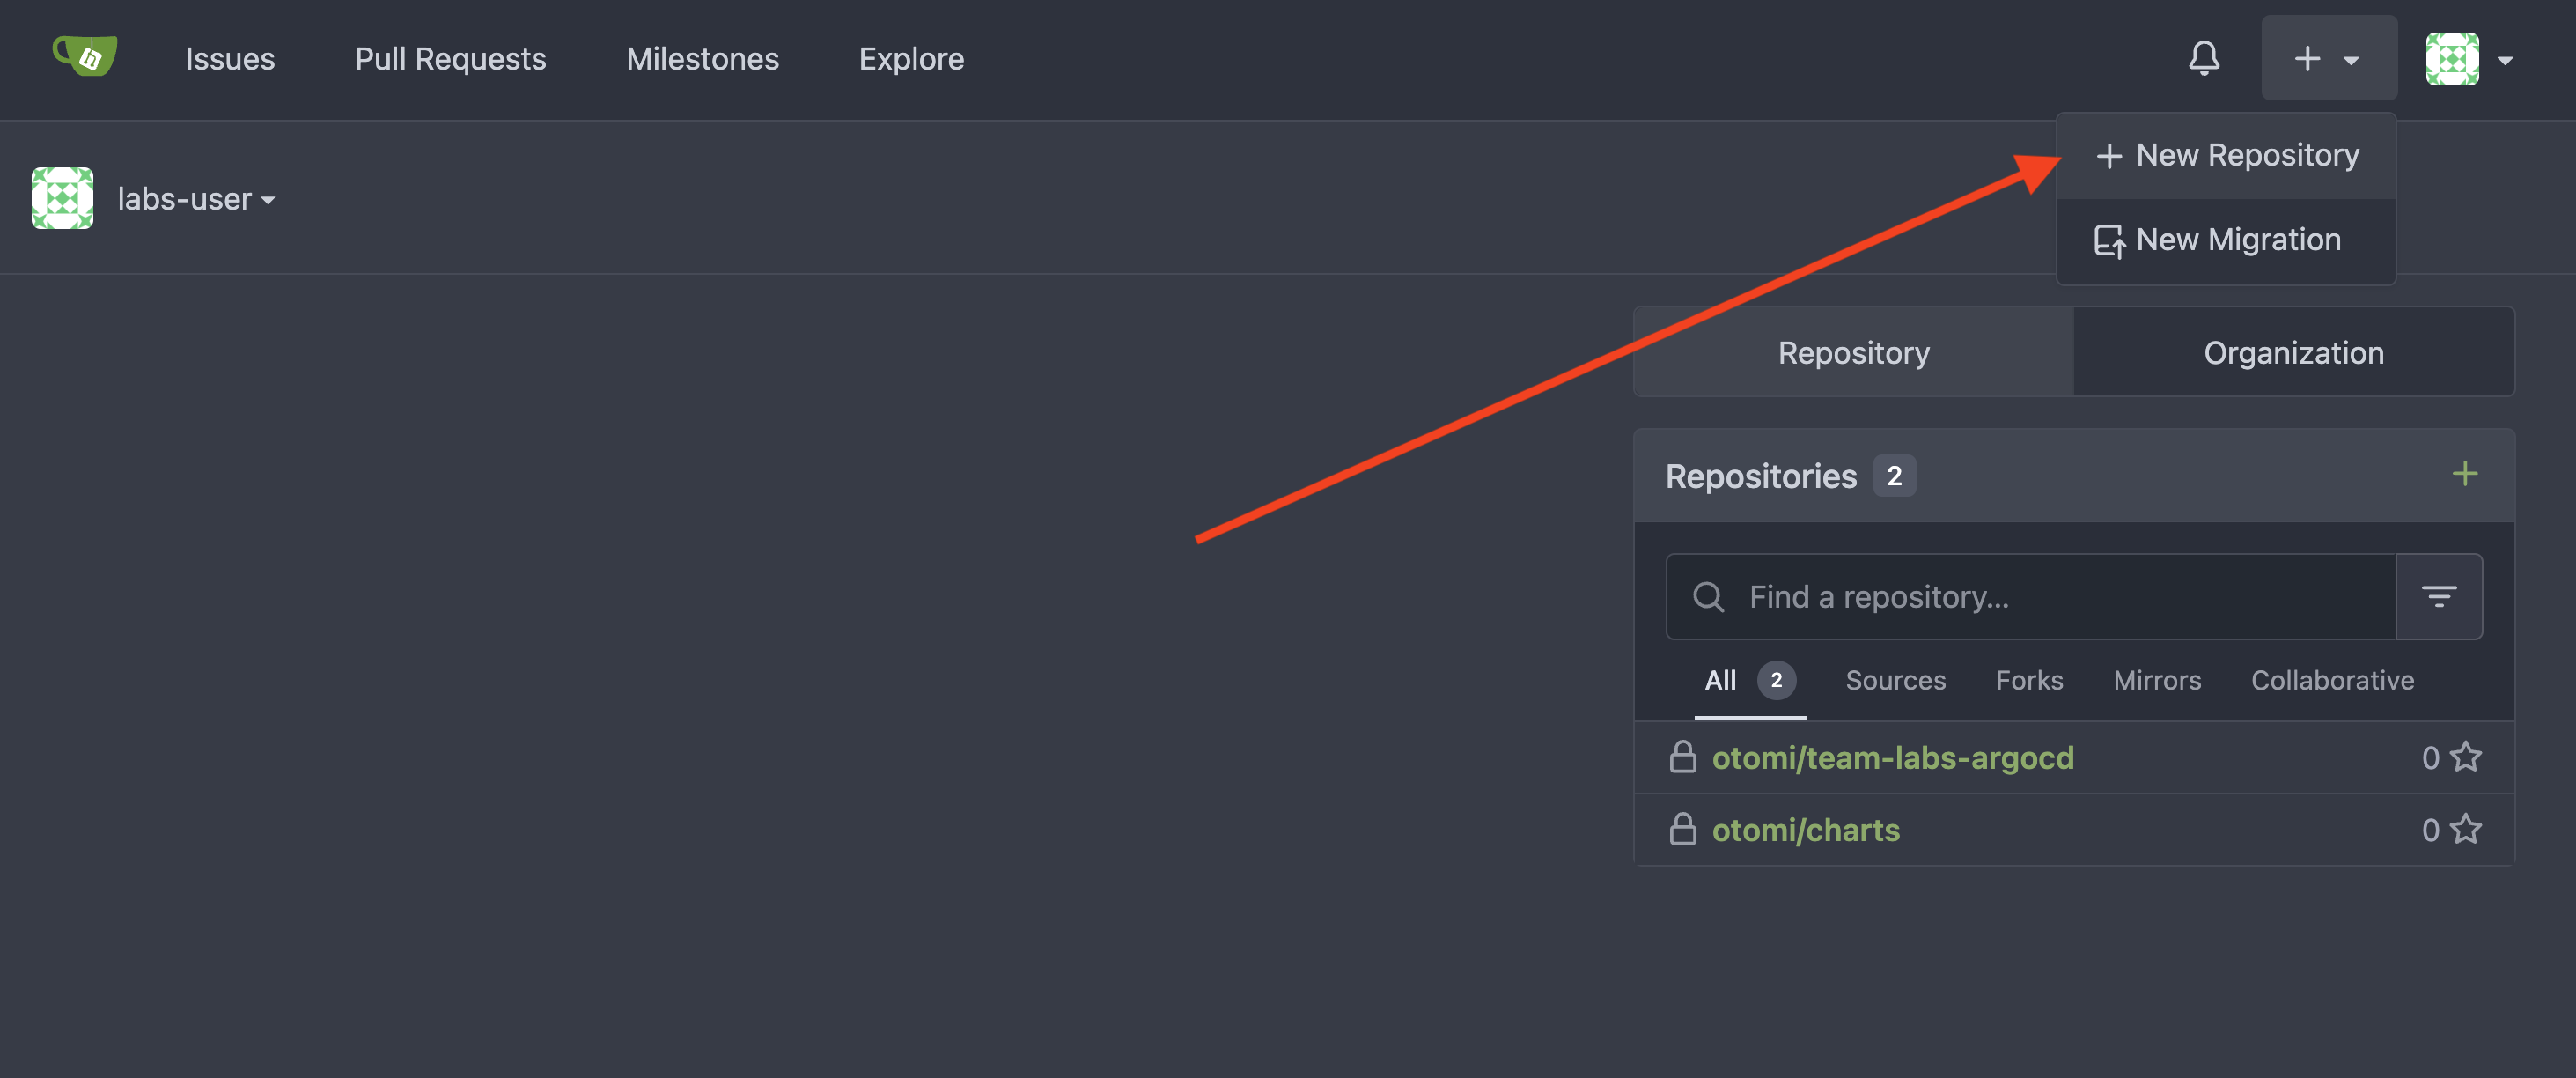 Issues Pull Requests Milestones Explore
New Repository
labs-user
New Migration
Repository Organization
Repositories 2
Find a repository...
All 2 Sources Forks Mirrors Collaborative
otomi/team-labs-argocd 0
otomi/charts 0